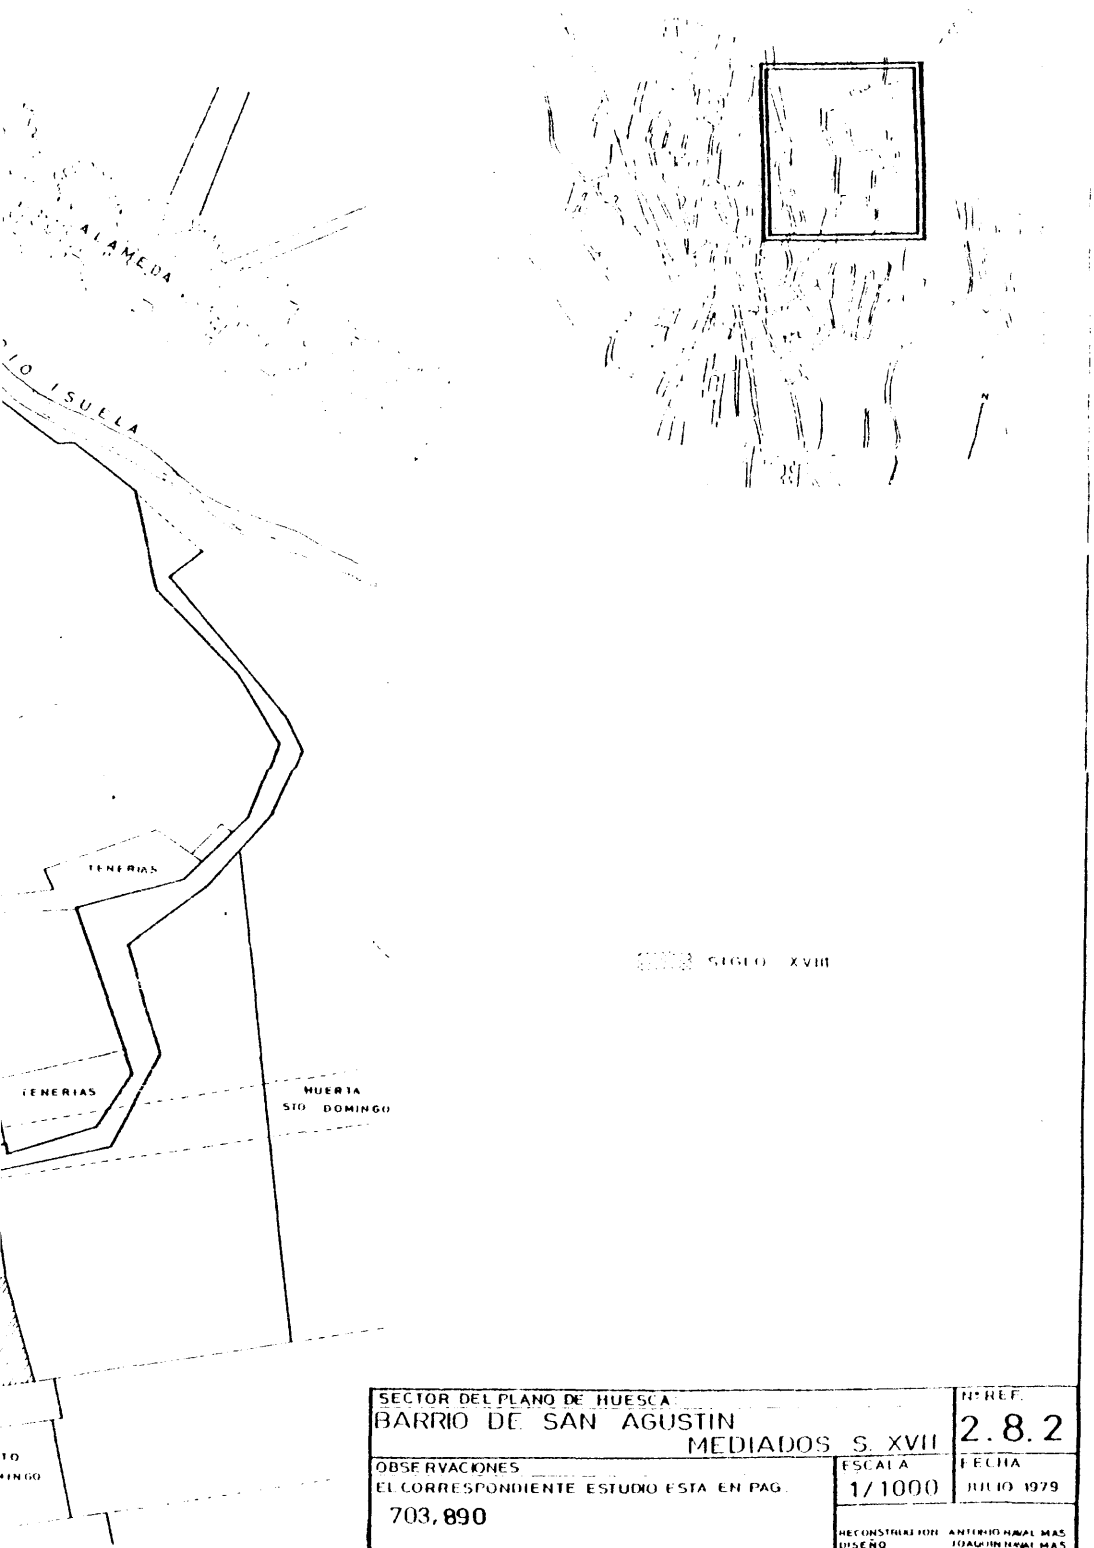 ALAMEDA
RIO ISUELA
N
TENERIAS
SIGLO XVIII
TENERIAS
HUERTA
STO DOMINGO
SECTOR DEL PLANO DE HUESCA:
BARRIO DE SAN AGUSTIN
MEDIADOS S. XVII
Nº REF.
2.8.2
OBSERVACIONES
EL CORRESPONDIENTE ESTUDIO ESTA EN PAG.
703,890
ESCALA
1/1000
FECHA
JULIO 1979
RECONSTRUCCION ANTONIO NAVAL MAS
DISEÑO JOAQUIN NAVAL MAS